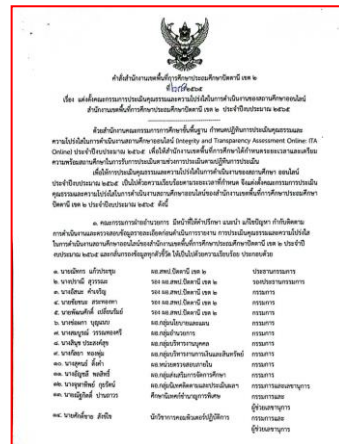 คำสั่งสำนักงานเขตพื้นที่การศึกษาประถมศึกษาปัตตานี เขต ๒
ที่ /๒๕๖๕
เรื่อง แต่งตั้งคณะกรรมการประเมินคุณธรรมและความโปร่งใสในการดำเนินงานของสถานศึกษาออนไลน์
สำนักงานเขตพื้นที่การศึกษาประถมศึกษาปัตตานี เขต ๒ ประจำปีงบประมาณ ๒๕๖๕
ด้วยสำนักงานคณะกรรมการการศึกษาขั้นพื้นฐาน กำหนดปฏิทินการประเมินคุณธรรมและ
ความโปร่งใสในการดำเนินงานสถานศึกษาออนไลน์ (Integrity and Transparency Assessment Online: ITA
Online) ประจำปีงบประมาณ ๒๕๖๕ เพื่อให้สำนักงานเขตพื้นที่การศึกษาใช้กำหนดระยะเวลาและเตรียม
ความพร้อมสถานศึกษาในการรับการประเมินตามช่วงการประเมินตามปฏิทินการประเมิน
เพื่อให้การประเมินคุณธรรมและความโปร่งใสในการดำเนินงานของสถานศึกษา ออนไลน์
ประจำปีงบประมาณ ๒๕๖๕ เป็นไปด้วยความเรียบร้อยตามระยะเวลาที่กำหนด จึงแต่งตั้งคณะกรรมการประเมิน
คุณธรรมและความโปร่งใสในการดำเนินงานของสถานศึกษาออนไลน์สำนักงานเขตพื้นที่การศึกษาประถมศึกษา
ปัตตานี เขต ๒ ประจำปีงบประมาณ ๒๕๖๕ ดังนี้
๑. คณะกรรมการฝ่ายอำนวยการ มีหน้าที่ให้คำปรึกษา แนะนำ แก้ไขปัญหา กำกับติดตาม
การดำเนินงานและตรวจสอบข้อมูลรายละเอียดก่อนดำเนินการรายงาน การประเมินคุณธรรมและความโปร่งใส
ในการดำเนินงานสถานศึกษาออนไลน์ของสำนักงานเขตพื้นที่การศึกษาประถมศึกษาปัตตานี เขต ๒ ประจำปี
งบประมาณ ๒๕๖๕ และกลั่นกรองข้อมูลทุกตัวชี้วัด ให้เป็นไปด้วยความเรียบร้อย ประกอบด้วย
๑. นายมัพทร แก้วประชุม ผอ.สพป.ปัตตานี เขต ๒ ประธานกรรมการ
๒. นางปราณี สุวรรณะ รอง ผอ.สพป.ปัตตานี เขต ๒ รองประธานกรรมการ
๓. นางอัสนะ คำเจริญ รอง ผอ.สพป.ปัตตานี เขต ๒ กรรมการ
๔. นายชัยชนะ รอง ผอ.สพป.ปัตตานี เขต ๒ กรรมการ
๕. นายพัฒนศักดิ์ เปลี่ยนรัมย์ รอง ผอ.สพป.ปัตตานี เขต ๒ กรรมการ
๖. บุญแนบ ผอ.กลุ่มนโยบายและแผน กรรมการ
๗. นางสมบูรณ์ วรรณทองศรี ผอ.กลุ่มอำนวยการ กรรมการ
๘. ประสงค์สุข ผอ.กลุ่มบริหารงานบุคคล กรรมการ
๙. นางกัลยา ทองพุ่ม ผอ.กลุ่มบริหารงานการเงินและสินทรัพย์ กรรมการ
๑๐. ผอ.หน่วยตรวจสอบภายใน กรรมการ
๑๑. นางอัญชลี พลสิทธิ์ ผอ.กลุ่มส่งเสริมการจัดการศึกษา กรรมการ
๑๒. นางจุฑาทิพย์ กุยรัตน์ ผอ.กลุ่มนิเทศติดตามและประเมินผลฯ กรรมการและเลขานุการ
๑๓. นายณัฐกิตติ์ บำนถาวร ศึกษานิเทศก์ชำนาญการพิเศษ กรรมการและ
ผู้ช่วยเลขานุการ
๑๔. นายศักดิ์ชาย สังข์ไข นักวิชาการคอมพิวเตอร์ปฏิบัติการ กรรมการและ
ผู้ช่วยเลขานุการ